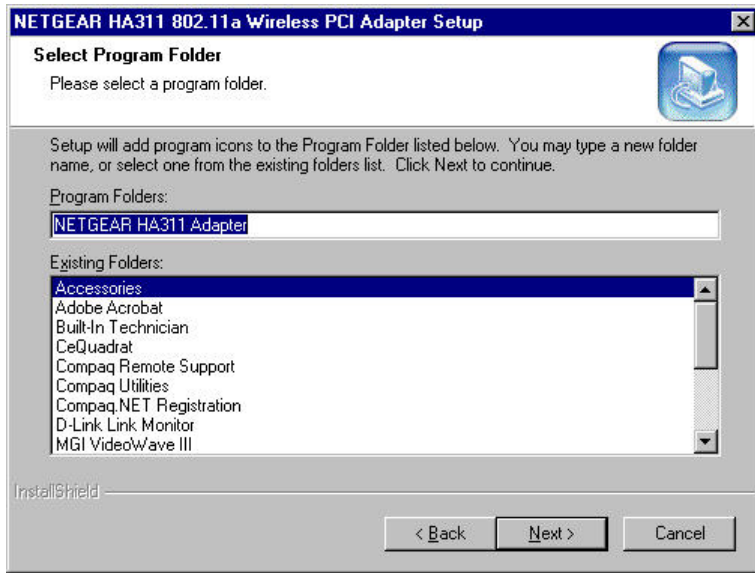 NETGEAR HA311 802.11a Wireless PCI Adapter Setup
Select Program Folder
Please select a program folder.
Setup will add program icons to the Program Folder listed below. You may type a new folder
name, or select one from the existing folders list. Click Next to continue.
Program Folders:
NETGEAR HA311 Adapter
Existing Folders:
Accessories
Adobe Acrobat
Built-In Technician
CeQuadrat
Compaq Remote Support
Compaq Utilities
Compaq.NET Registration
D-Link Link Monitor
MGI VideoWave III
InstallShield
< Back Next > Cancel